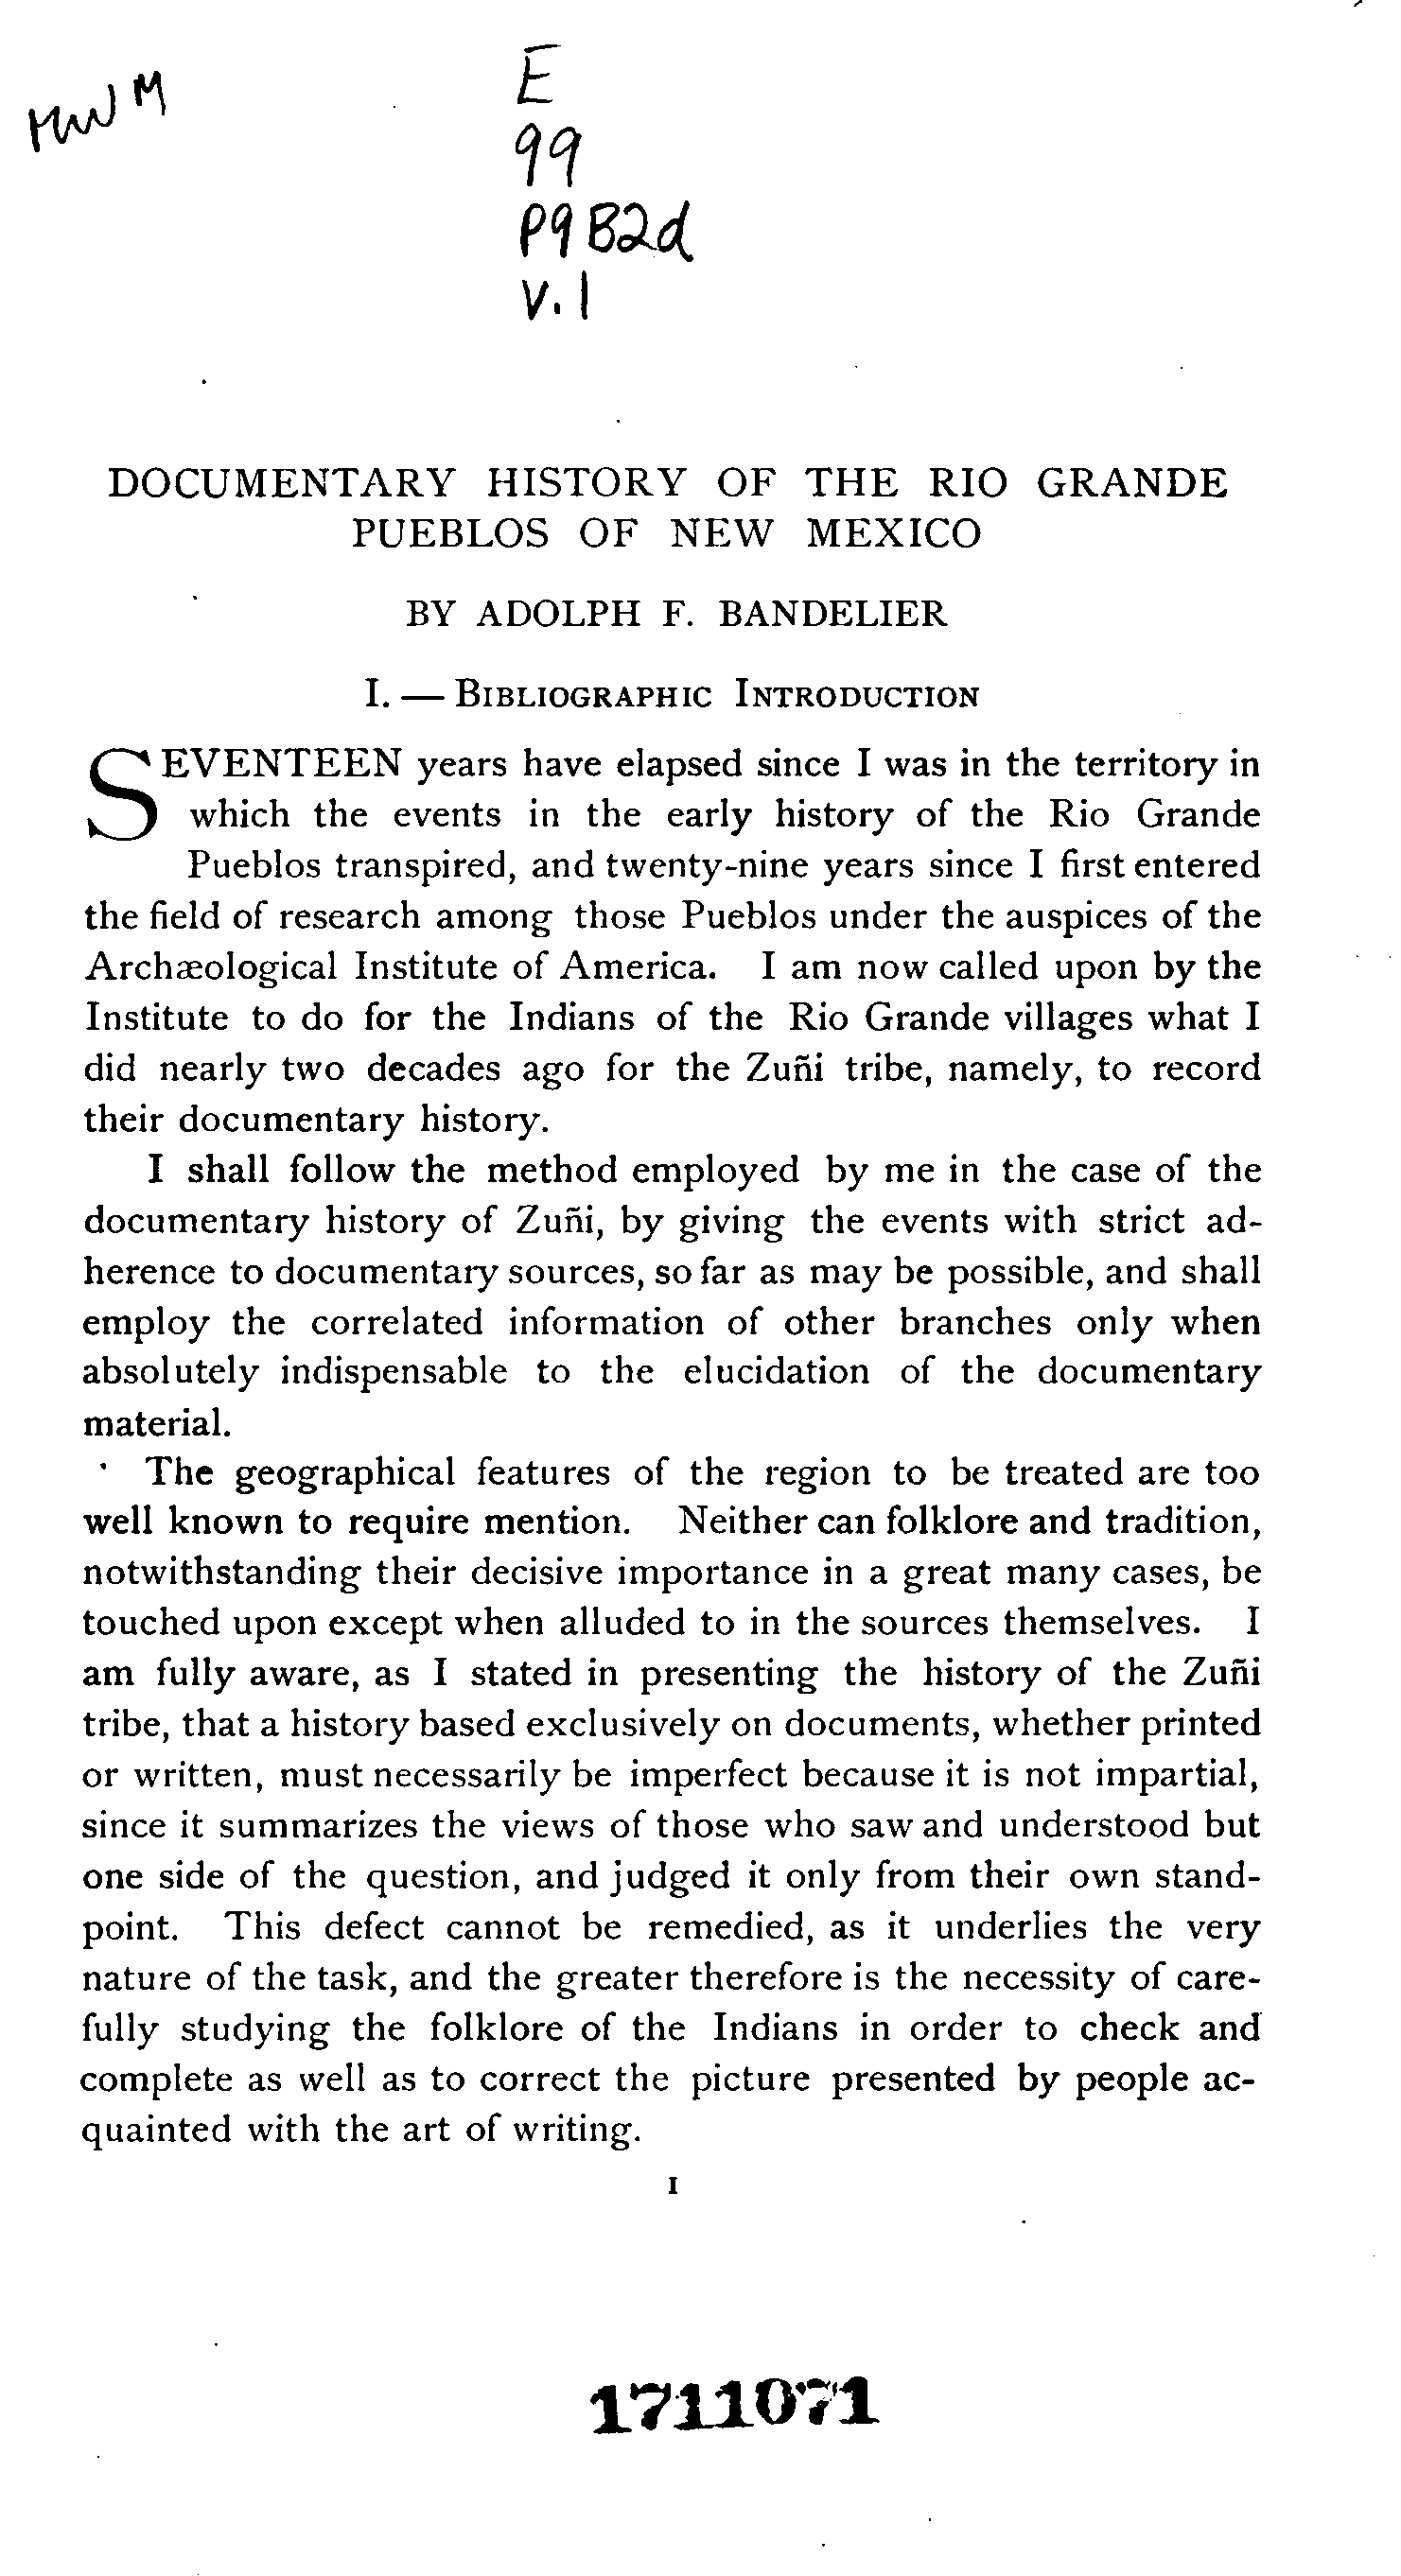 E
99
P9B2d
v.1
DOCUMENTARY HISTORY OF THE RIO GRANDE
PUEBLOS OF NEW MEXICO
BY ADOLPH F. BANDELIER
I. — BIBLIOGRAPHIC INTRODUCTION
SEVENTEEN years have elapsed since I was in the territory in
which the events in the early history of the Rio Grande
Pueblos transpired, and twenty-nine years since I first entered
the field of research among those Pueblos under the auspices of the
Archæological Institute of America. I am now called upon by the
Institute to do for the Indians of the Rio Grande villages what I
did nearly two decades ago for the Zuñi tribe, namely, to record
their documentary history.
I shall follow the method employed by me in the case of the
documentary history of Zuñi, by giving the events with strict ad-
herence to documentary sources, so far as may be possible, and shall
employ the correlated information of other branches only when
absolutely indispensable to the elucidation of the documentary
material.
The geographical features of the region to be treated are too
well known to require mention. Neither can folklore and tradition,
notwithstanding their decisive importance in a great many cases, be
touched upon except when alluded to in the sources themselves. I
am fully aware, as I stated in presenting the history of the Zuñi
tribe, that a history based exclusively on documents, whether printed
or written, must necessarily be imperfect because it is not impartial,
since it summarizes the views of those who saw and understood but
one side of the question, and judged it only from their own stand-
point. This defect cannot be remedied, as it underlies the very
nature of the task, and the greater therefore is the necessity of care-
fully studying the folklore of the Indians in order to check and
complete as well as to correct the picture presented by people ac-
quainted with the art of writing.
1
1711071